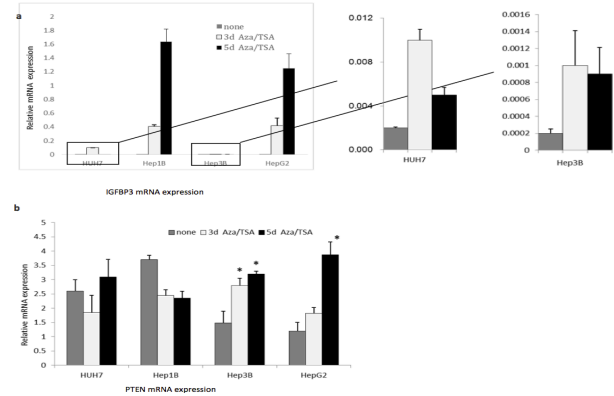 a
2
1.8
1.6
1.4
1.2
1
0.8
0.6
0.4
0.2
0
Relative mRNA expression
none
3d Aza/TSA
5d Aza/TSA
HUH7
Hep1B
Hep3B
HepG2
0.012
0.008
0.004
0.000
HUH7
0.0016
0.0014
0.0012
0.001
0.0008
0.0006
0.0004
0.0002
0
Hep3B
IGFBP3 mRNA expression
b
5
4.5
4
3.5
3
2.5
2
1.5
1
0.5
0
Relative mRNA expression
none 3d Aza/TSA 5d Aza/TSA
* * *
HUH7 Hep1B Hep3B HepG2
PTEN mRNA expression